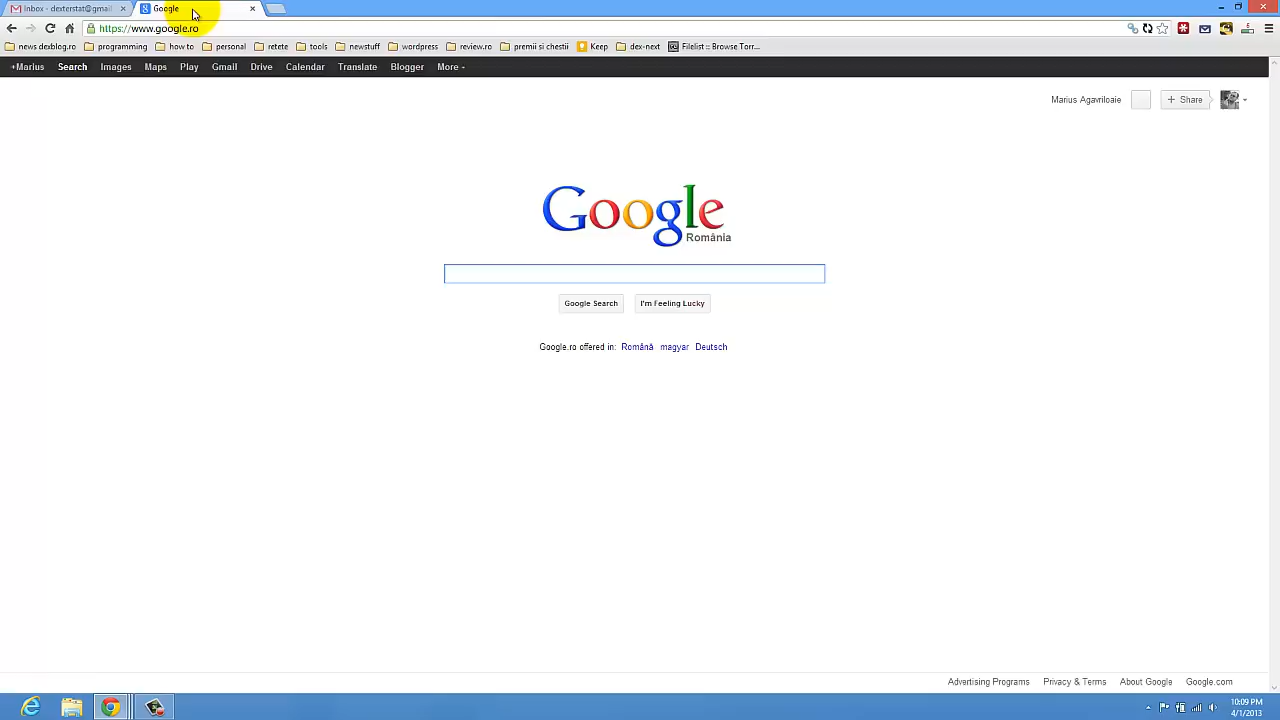 Inbox - dexterstat@gmail
Google
https://www.google.ro
news.dexblog.ro programming how to personal retete tools newstuff wordpress review.ro premii si chestii Keep dex-next Filelist :: Browse Torr...
+Marius Search Images Maps Play Gmail Drive Calendar Translate Blogger More
Marius Agavriloaie + Share
Google
România
Google Search I'm Feeling Lucky
Google.ro offered in: Română magyar Deutsch
Advertising Programs Privacy & Terms About Google Google.com
10:09 PM
4/1/2013